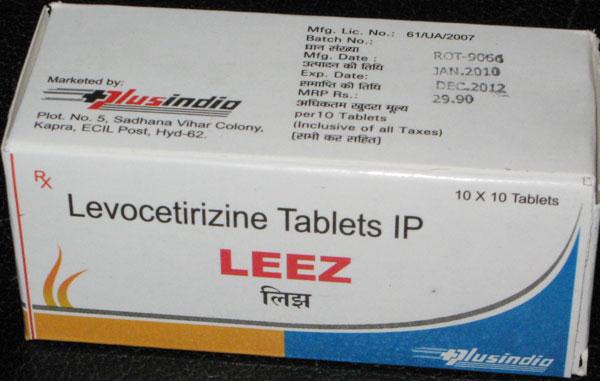 Mfg. Lic. No.: 61/UA/2007
Batch No.: ROT-9066
घान संख्या
Mfg. Date : JAN.2010
उत्पादन की तिथि
Exp. Date: DEC.2012
समाप्ति की तिथि
MRP Rs.: 29.90
अधिकतम खुदरा मूल्य
per10 Tablets
(Inclusive of all Taxes)
(सभी कर सहित)
Marketed by:
plusindia
Plot. No. 5, Sadhana Vihar Colony,
Kapra, ECIL Post, Hyd-62.
Rx
10 X 10 Tablets
Levocetirizine Tablets IP
LEEZ
लिझ
plusindia